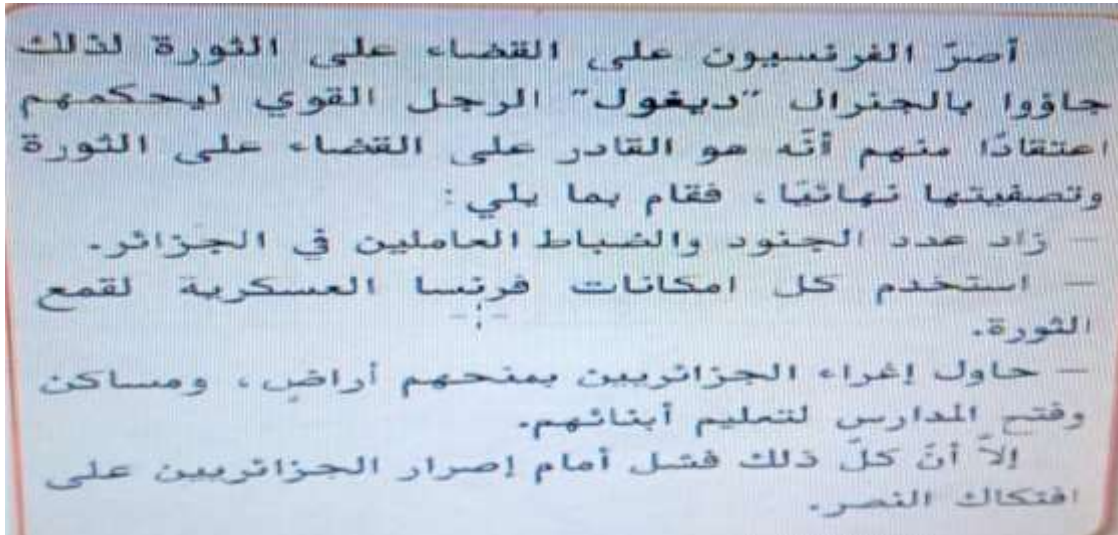 أصرّ الفرنسيون على القضاء على الثورة لذلك
جاؤوا بالجنرال "ديغول" الرجل القوي ليحكمهم
اعتقادًا منهم أنّه هو القادر على القضاء على الثورة
وتصفيتها نهائيًا، فقام بما يلي:
– زاد عدد الجنود والضباط العاملين في الجزائر.
– استخدم كل امكانات فرنسا العسكرية لقمع
الثورة.
– حاول إغراء الجزائريين بمنحهم أراضٍ، ومساكن
وفتح المدارس لتعليم أبنائهم.
إلاّ أنّ كلّ ذلك فشل أمام إصرار الجزائريين على
افتكاك النصر.